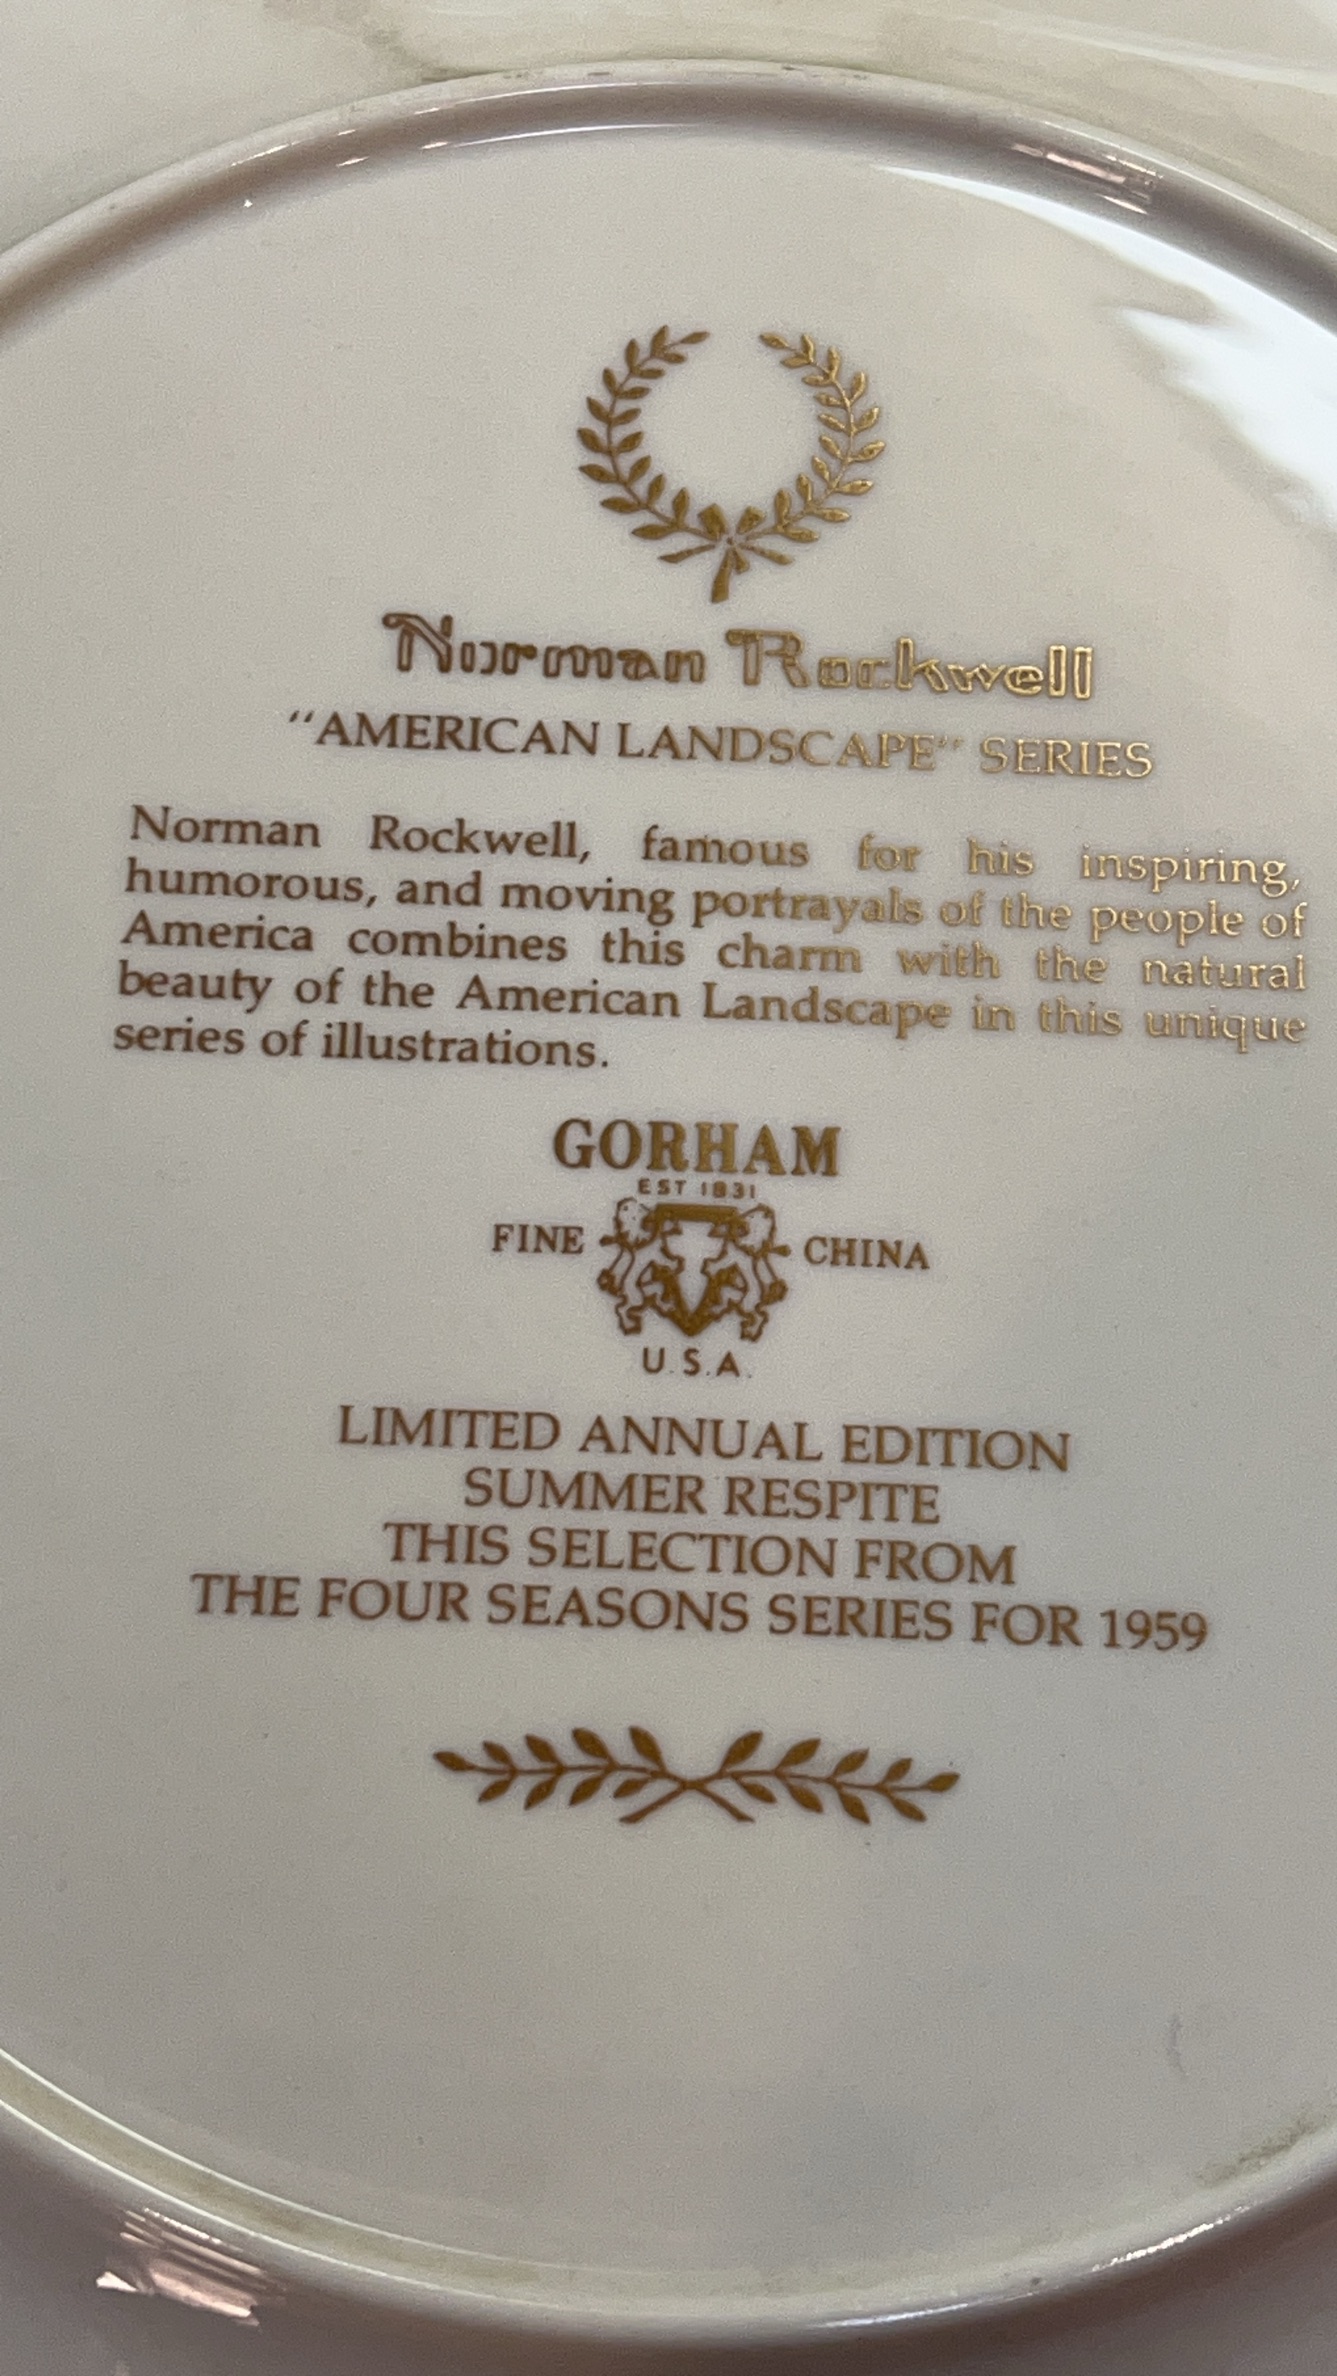 Norman Rockwell
"AMERICAN LANDSCAPE" SERIES
Norman Rockwell, famous for his inspiring,
humorous, and moving portrayals of the people of
America combines this charm with the natural
beauty of the American Landscape in this unique
series of illustrations.
GORHAM
EST 1831
FINE CHINA
U.S.A.
LIMITED ANNUAL EDITION
SUMMER RESPITE
THIS SELECTION FROM
THE FOUR SEASONS SERIES FOR 1959